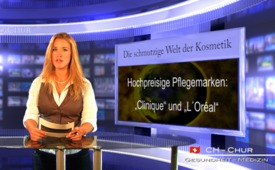 Die schmutzige Welt der Kosmetik
Hochpreisige Pflegemarken:
„Clinique" und „L´Oréal"
CH - CHUR
GESUNDHEIT - MEDIZIN